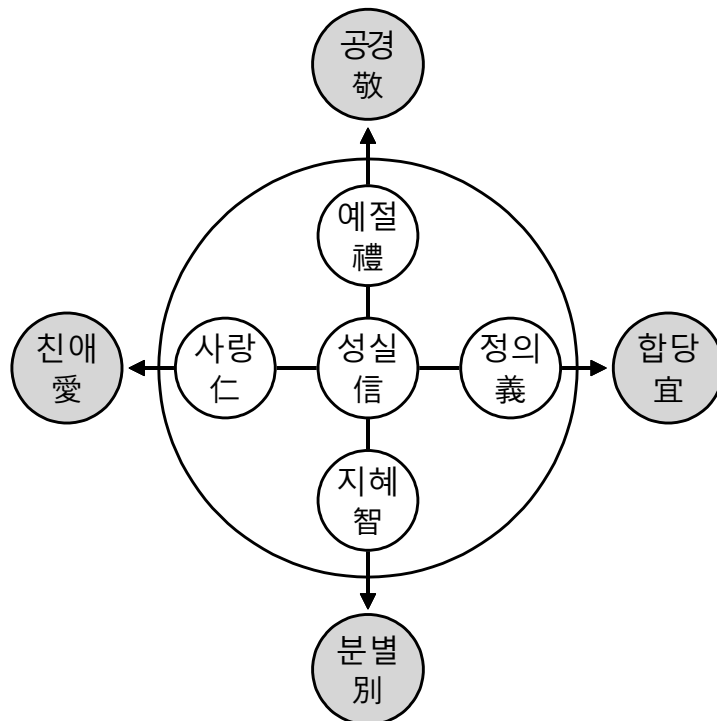 공경
敬
예절
禮
친애
愛
사랑
仁
성실
信
정의
義
합당
宜
지혜
智
분별
別